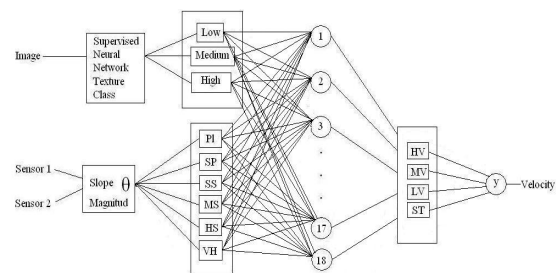 Image
Supervised
Neural
Network
Texture
Class
Low
Medium
High
Sensor 1
Sensor 2
Slope θ
Magnitud
Pl
SP
SS
MS
HS
VH
1
2
3
17
18
HV
MV
LV
ST
y
Velocity